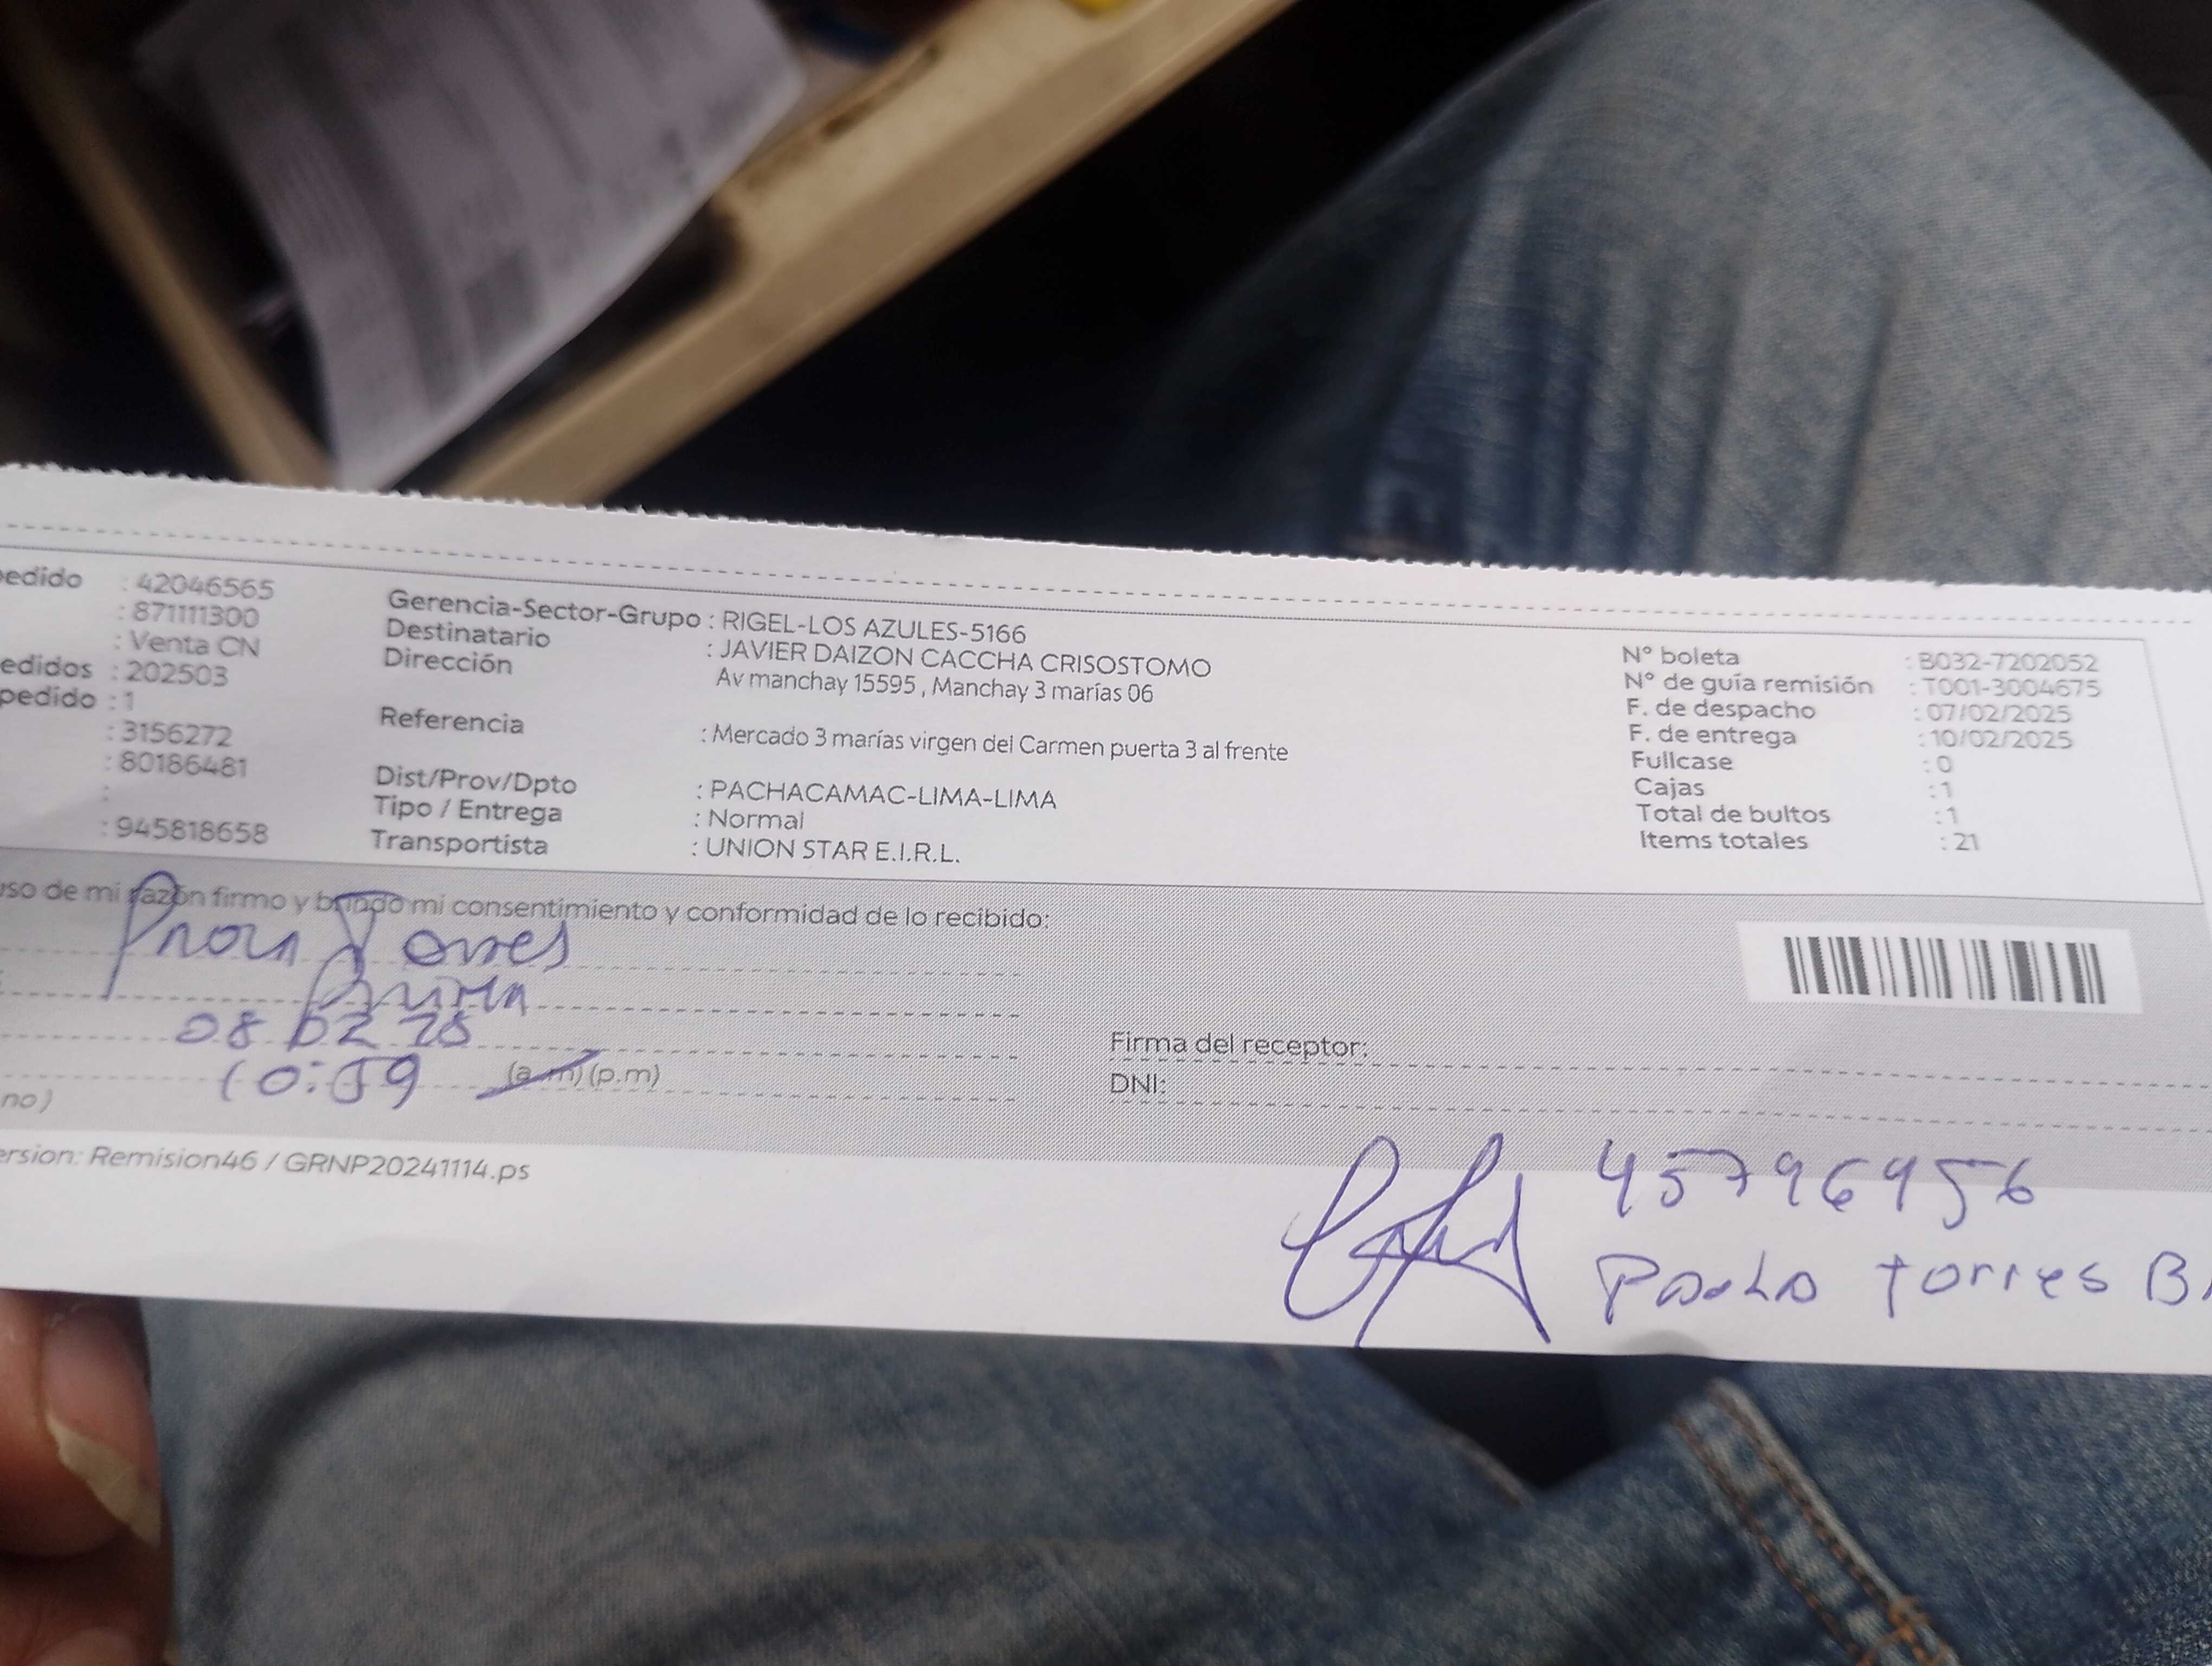 edido : 42046565
: 871111300
: Venta CN
edidos : 202503
pedido : 1
: 3156272
: 80186481
:
: 945818658
Gerencia-Sector-Grupo : RIGEL-LOS AZULES-5166
Destinatario : JAVIER DAIZON CACCHA CRISOSTOMO
Dirección Av manchay 15595 , Manchay 3 marías 06
Referencia : Mercado 3 marías virgen del Carmen puerta 3 al frente
Dist/Prov/Dpto : PACHACAMAC-LIMA-LIMA
Tipo / Entrega : Normal
Transportista : UNION STAR E.I.R.L.
N° boleta : B032-7202052
N° de guía remisión : T001-3004675
F. de despacho : 07/02/2025
F. de entrega : 10/02/2025
Fullcase : 0
Cajas : 1
Total de bultos : 1
Items totales : 21
uso de mi razón firmo y brindo mi consentimiento y conformidad de lo recibido:
Torres
08 02 25
10:59 (a.m) (p.m)
no)
Firma del receptor:
DNI:
ersion: Remision46 / GRNP20241114.ps
45796956
Torres B